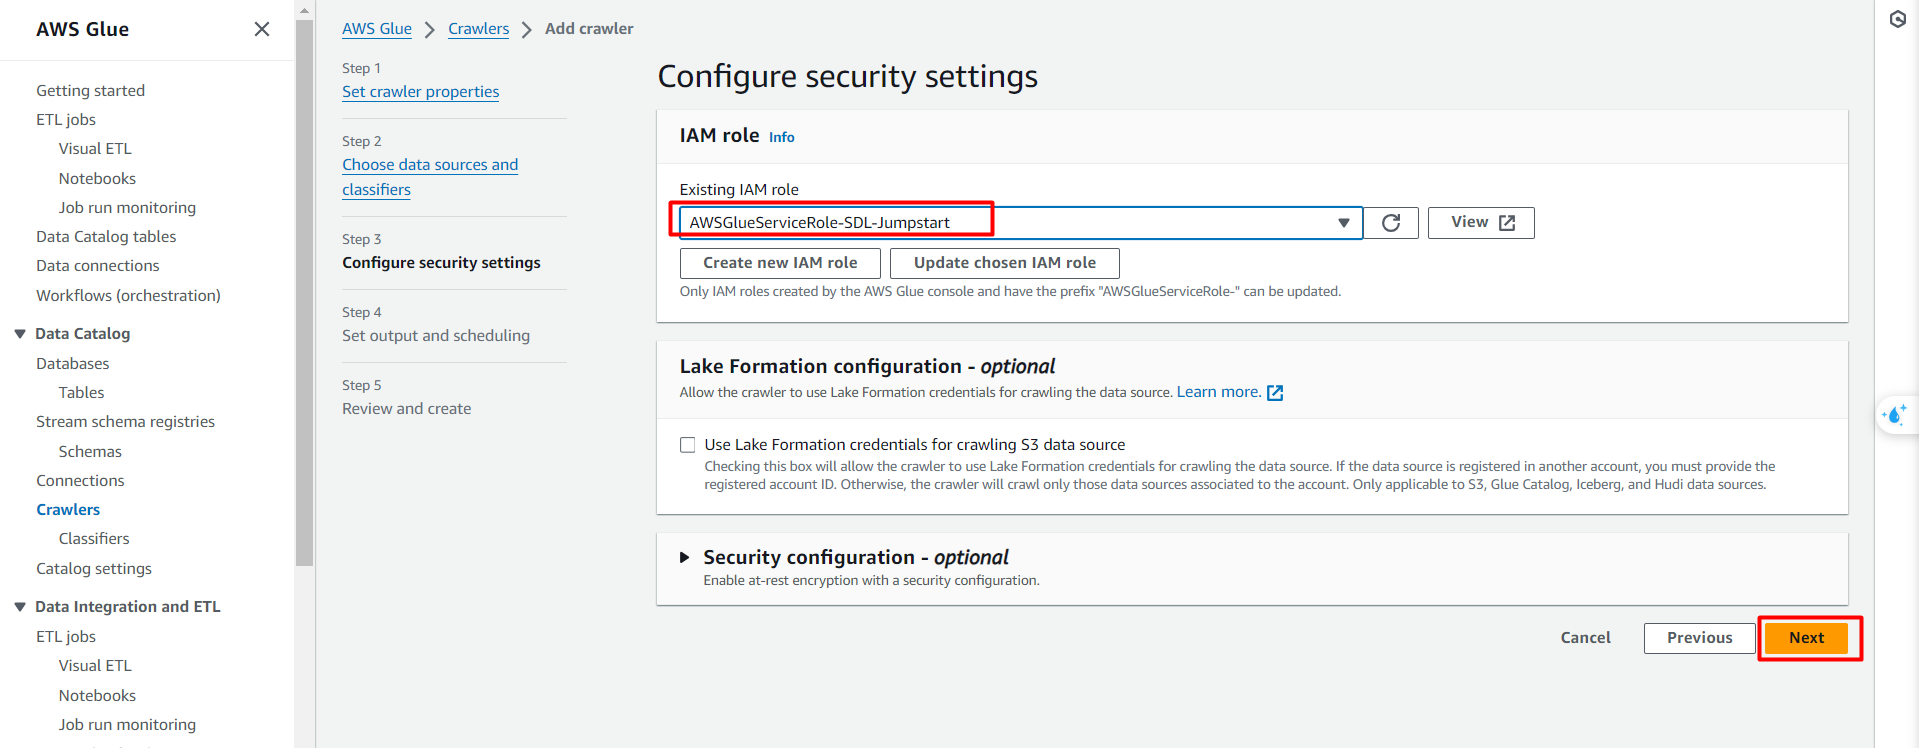 AWS Glue
Getting started
ETL jobs
Visual ETL
Notebooks
Job run monitoring
Data Catalog tables
Data connections
Workflows (orchestration)
Data Catalog
Databases
Tables
Stream schema registries
Schemas
Connections
Crawlers
Classifiers
Catalog settings
Data Integration and ETL
ETL jobs
Visual ETL
Notebooks
Job run monitoring
AWS Glue > Crawlers > Add crawler
Step 1
Set crawler properties
Step 2
Choose data sources and
classifiers
Step 3
Configure security settings
Step 4
Set output and scheduling
Step 5
Review and create
Configure security settings
IAM role Info
Existing IAM role
AWSGlueServiceRole-SDL-Jumpstart
View
Create new IAM role
Update chosen IAM role
Only IAM roles created by the AWS Glue console and have the prefix "AWSGlueServiceRole-" can be updated.
Lake Formation configuration - optional
Allow the crawler to use Lake Formation credentials for crawling the data source. Learn more.
Use Lake Formation credentials for crawling S3 data source
Checking this box will allow the crawler to use Lake Formation credentials for crawling the data source. If the data source is registered in another account, you must provide the
registered account ID. Otherwise, the crawler will crawl only those data sources associated to the account. Only applicable to S3, Glue Catalog, Iceberg, and Hudi data sources.
Security configuration - optional
Enable at-rest encryption with a security configuration.
Cancel
Previous
Next